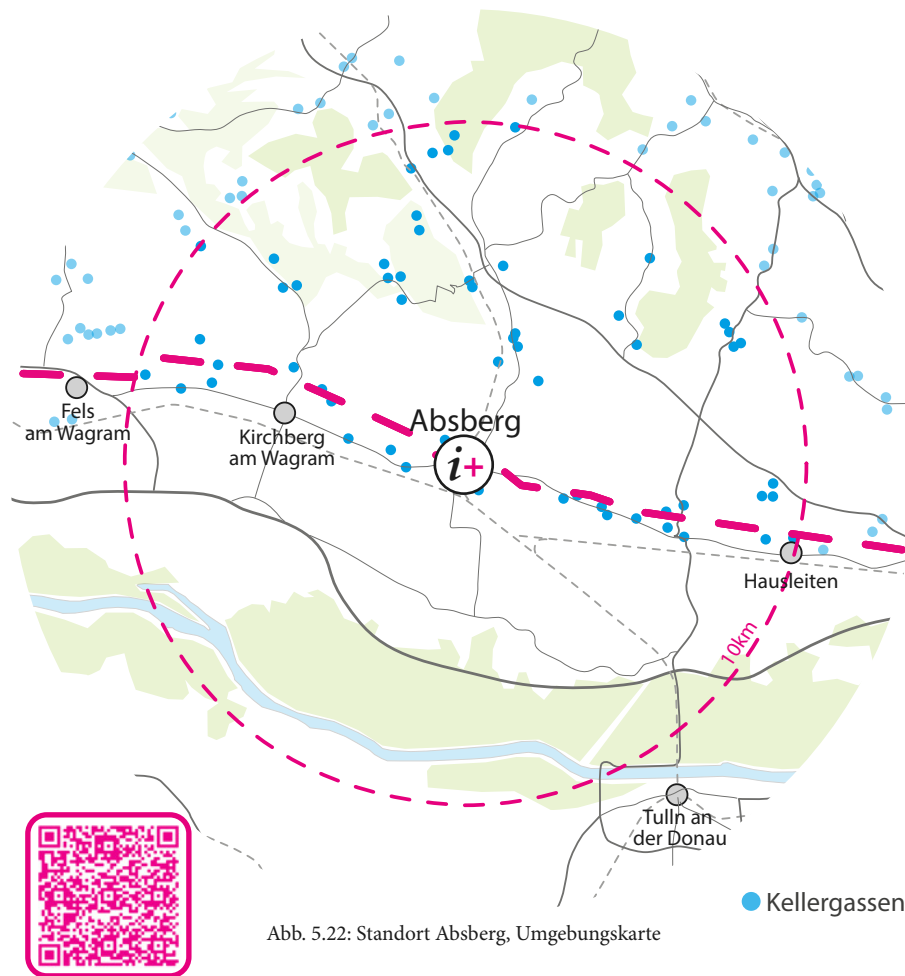 Absberg
i+
Fels
am Wagram
Kirchberg
am Wagram
Hausleiten
10km
Tulln an
der Donau
Kellergassen
Abb. 5.22: Standort Absberg, Umgebungskarte